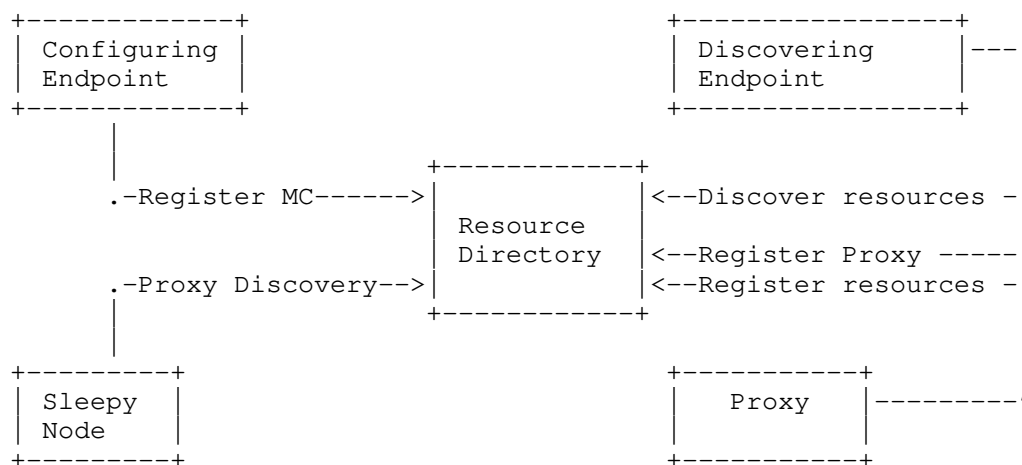 Configuring
Endpoint
Discovering
Endpoint
Register MC
Discover resources
Resource
Directory
Register Proxy
Proxy Discovery
Register resources
Sleepy
Node
Proxy